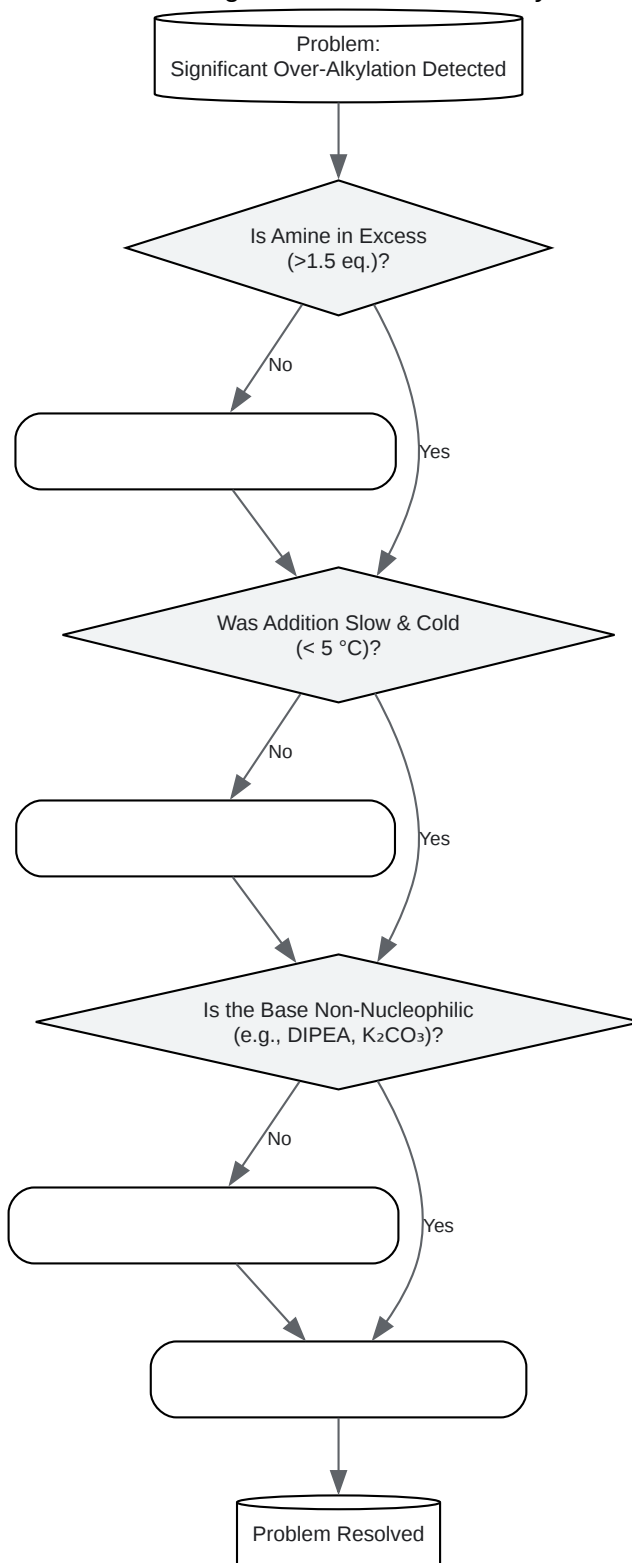 Problem:
Significant Over-Alkylation Detected
Is Amine in Excess
(>1.5 eq.)?
No
Yes
Was Addition Slow & Cold
(< 5 °C)?
No
Yes
Is the Base Non-Nucleophilic
(e.g., DIPEA, K₂CO₃)?
No
Yes
Problem Resolved